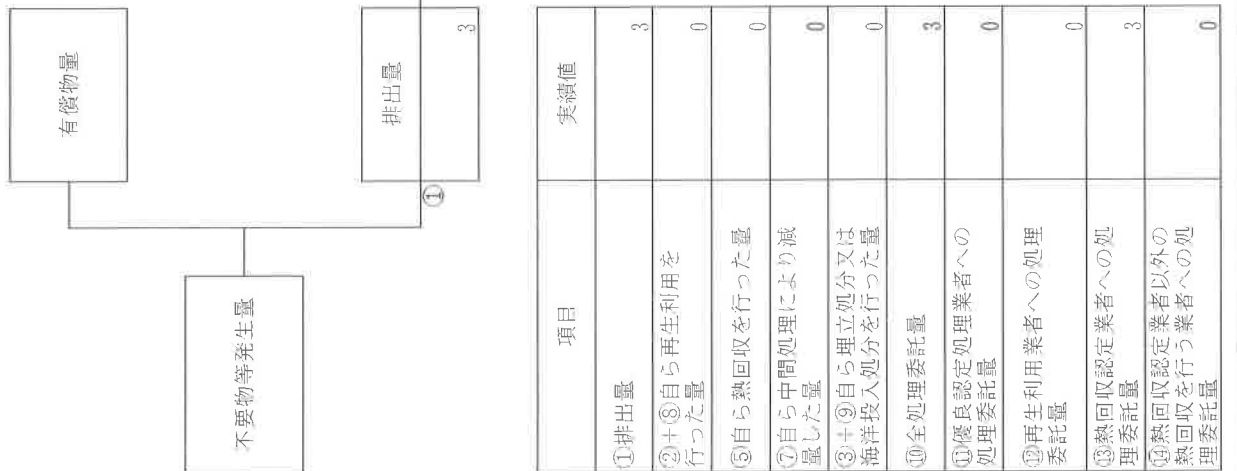 不要物等発生量
有償物量
①
排出量
3
項目
実績値
①排出量
3
②+⑧自ら再生利用を
行った量
0
⑤自ら熱回収を行った量
0
⑦自ら中間処理により減
量した量
0
③+⑨自ら埋立処分又は
海洋投入処分を行った量
0
⑩全処理委託量
3
⑪優良認定処理業者への
処理委託量
0
⑫再生利用業者への処理
委託量
0
⑬熱回収認定業者への処
理委託量
3
⑭熱回収認定業者以外の
熱回収を行う業者への処
理委託量
0